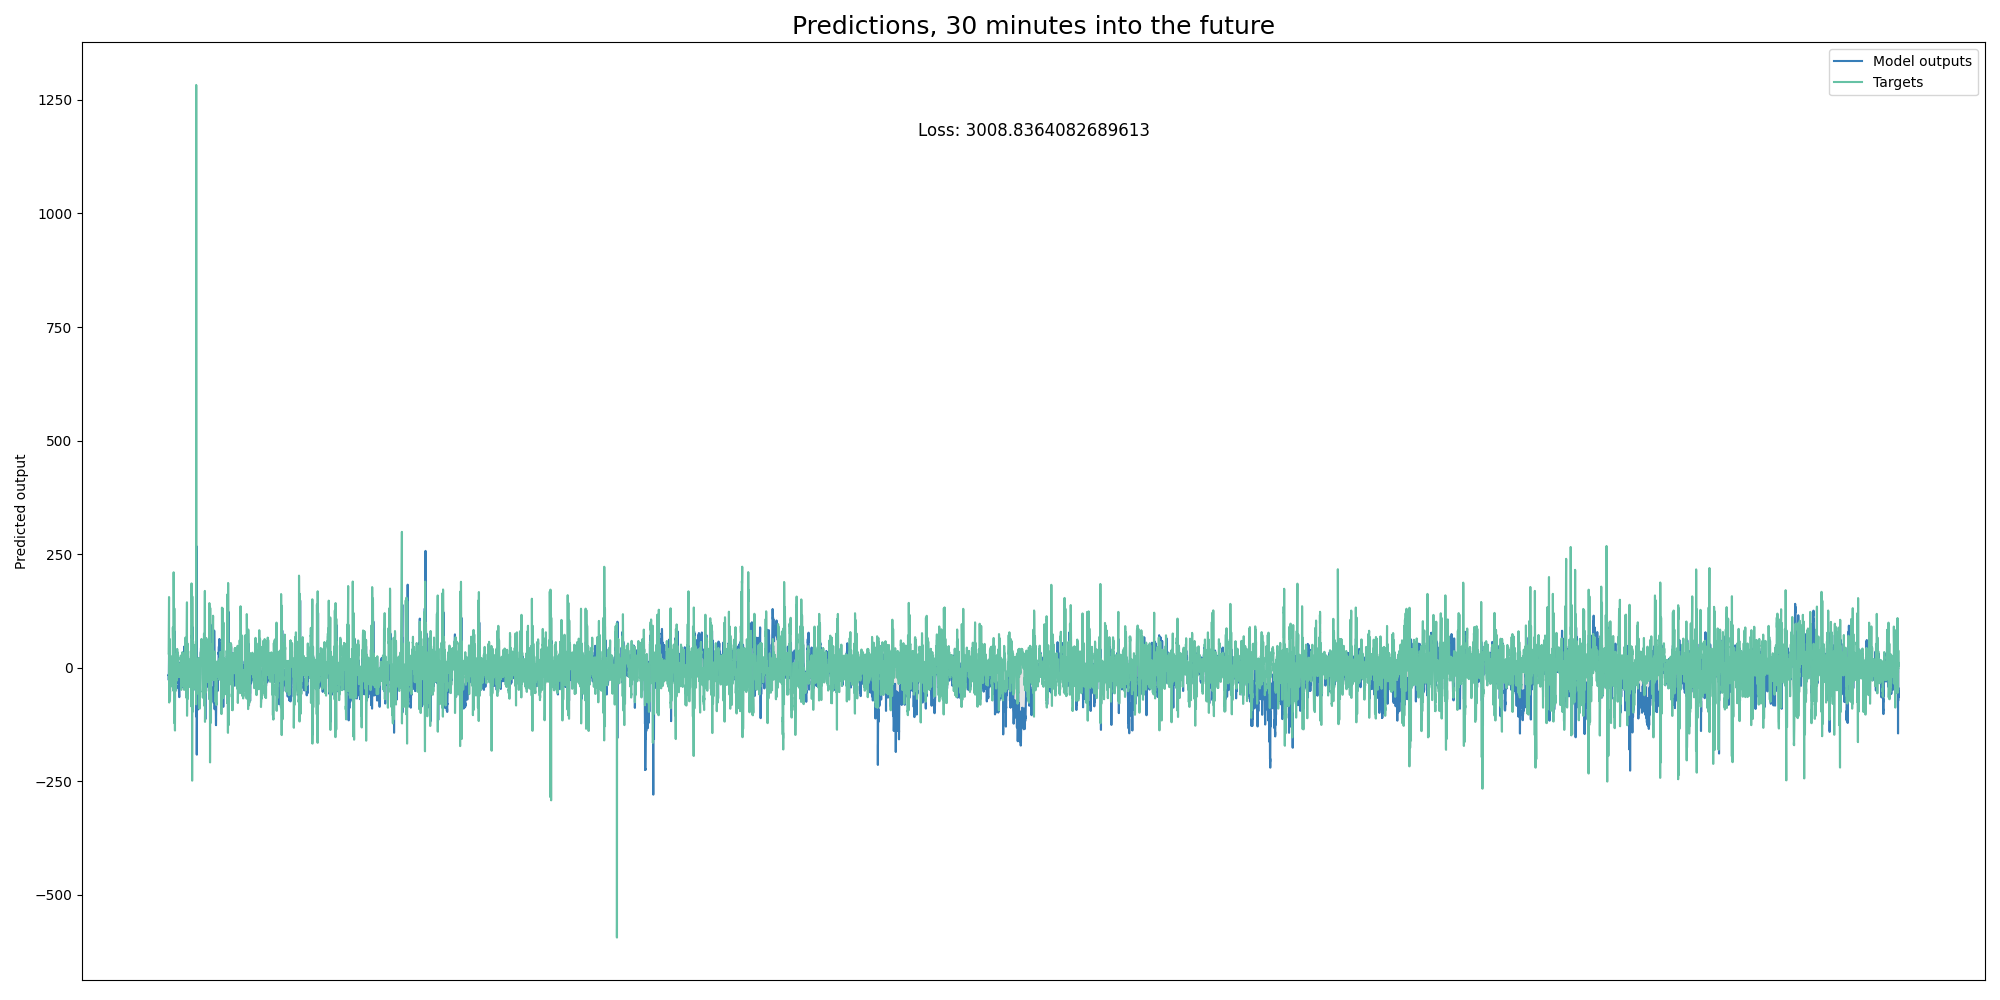 Predictions, 30 minutes into the future
Model outputs
Targets
Loss: 3008.8364082689613
Predicted output
1250
1000
750
500
250
0
−250
−500